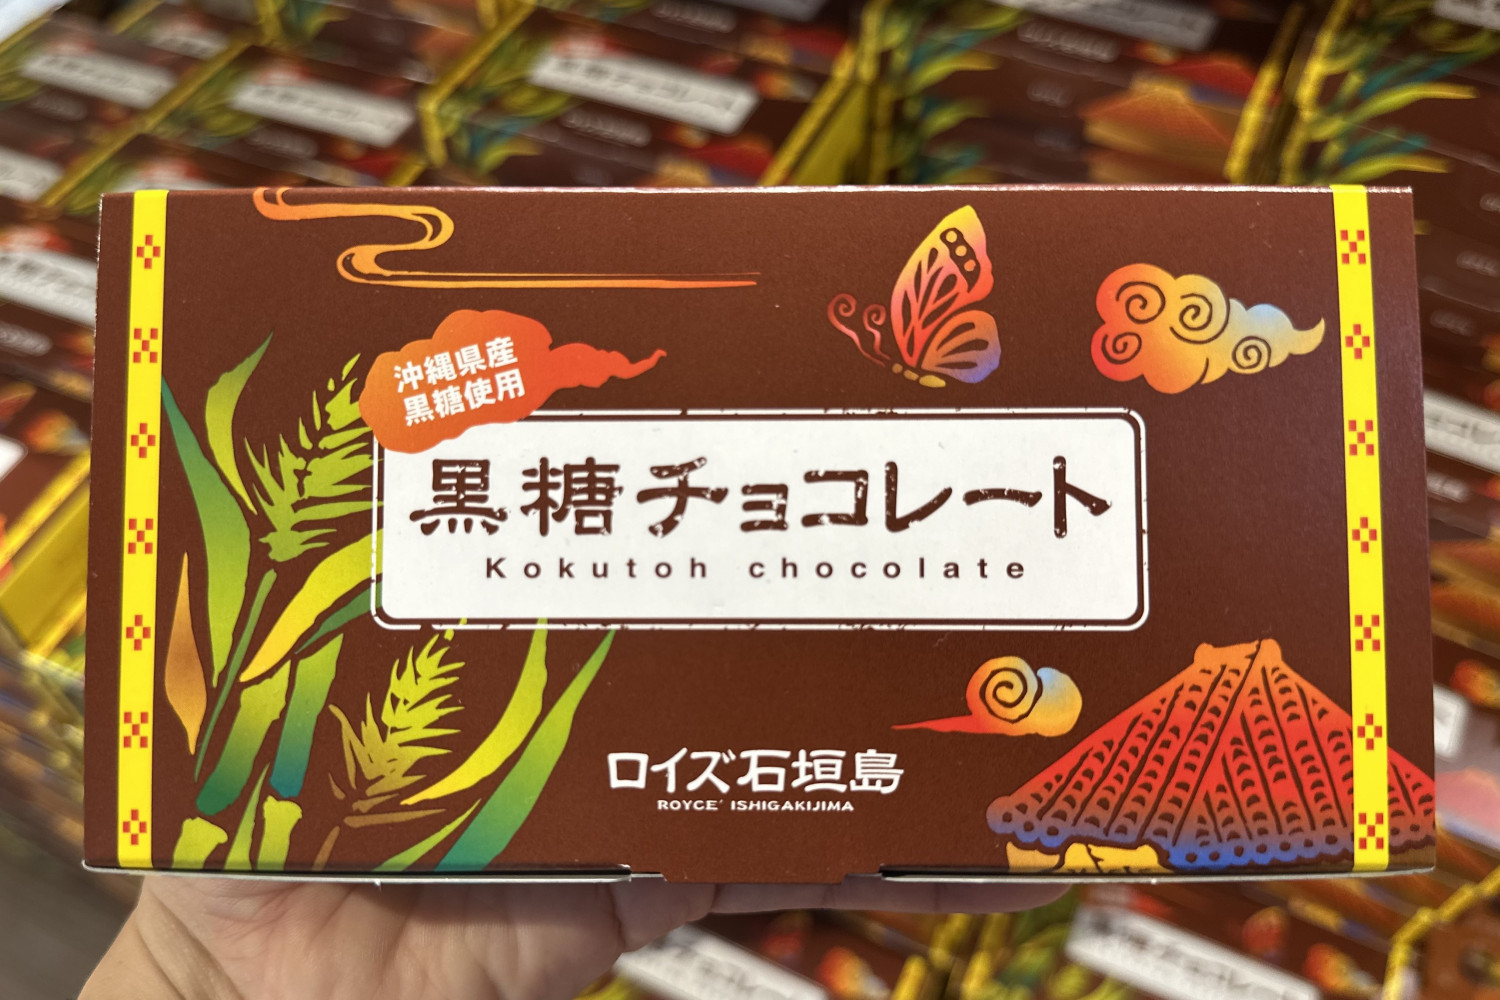 沖縄県産
黒糖使用
黒糖チョコレート
Kokutoh chocolate
ロイズ石垣島
ROYCE' ISHIGAKIJIMA